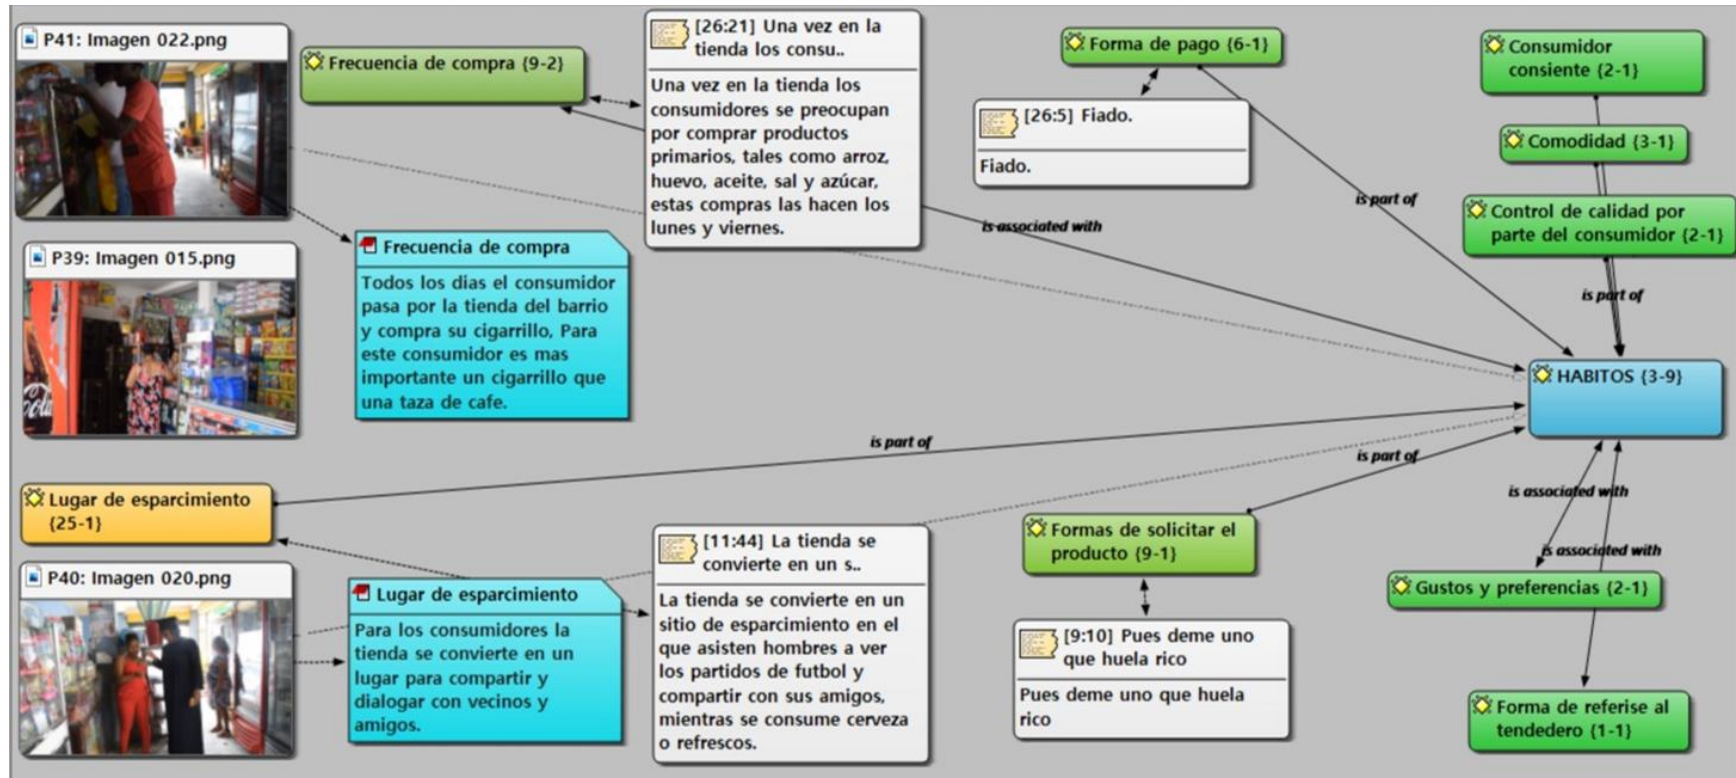 P41: Imagen 022.png
Frecuencia de compra {9-2}
[26:21] Una vez en la
tienda los consu..
Una vez en la tienda los
consumidores se preocupan
por comprar productos
primarios, tales como arroz,
huevo, aceite, sal y azúcar,
estas compras las hacen los
lunes y viernes.
Forma de pago {6-1}
[26:5] Fiado.
Fiado.
Consumidor
consiente {2-1}
Comodidad {3-1}
Control de calidad por
parte del consumidor {2-1}
is part of
is associated with
is part of
Frecuencia de compra
Todos los dias el consumidor
pasa por la tienda del barrio
y compra su cigarrillo, Para
este consumidor es mas
importante un cigarrillo que
una taza de cafe.
P39: Imagen 015.png
Cola
HABITOS {3-9}
is part of
is part of
is associated with
is associated with
Lugar de esparcimiento
{25-1}
P40: Imagen 020.png
Lugar de esparcimiento
Para los consumidores la
tienda se convierte en un
lugar para compartir y
dialogar con vecinos y
amigos.
[11:44] La tienda se
convierte en un s..
La tienda se convierte en un
sitio de esparcimiento en el
que asisten hombres a ver
los partidos de futbol y
compartir con sus amigos,
mientras se consume cerveza
o refrescos.
Formas de solicitar el
producto {9-1}
[9:10] Pues deme uno
que huela rico
Pues deme uno que huela
rico
Gustos y preferencias {2-1}
Forma de referise al
tendedero {1-1}